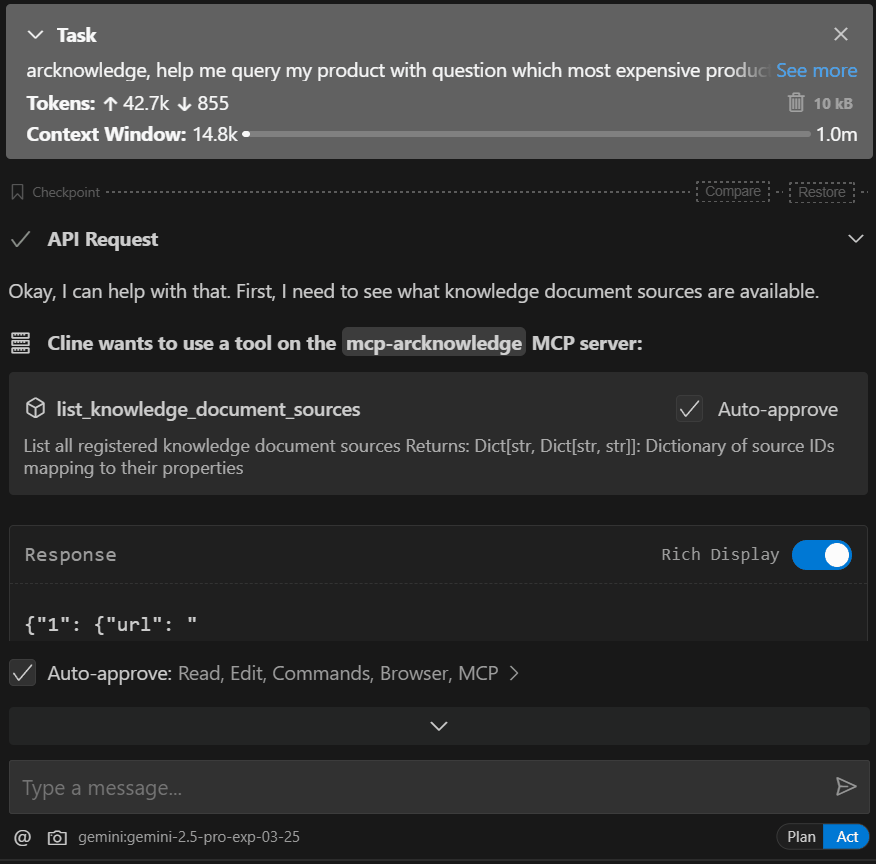 Task
arcknowledge, help me query my product with question which most expensive produc See more
Tokens: ↑ 42.7k ↓ 855
10 kB
Context Window: 14.8k 1.0m
Checkpoint Compare Restore
API Request
Okay, I can help with that. First, I need to see what knowledge document sources are available.
Cline wants to use a tool on the mcp-arcknowledge MCP server:
list_knowledge_document_sources Auto-approve
List all registered knowledge document sources Returns: Dict[str, Dict[str, str]]: Dictionary of source IDs
mapping to their properties
Response Rich Display
{"1": {"url": "
Auto-approve: Read, Edit, Commands, Browser, MCP >
Type a message...
@ gemini:gemini-2.5-pro-exp-03-25 Plan Act